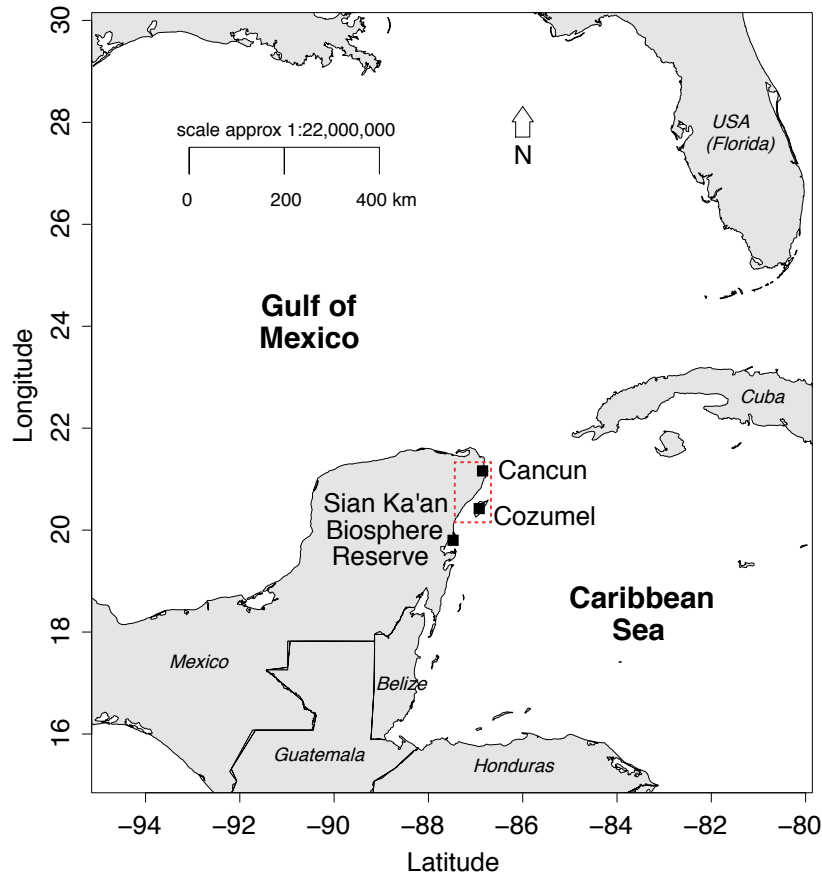 30
28
26
24
22
20
18
16
Longitude
scale approx 1:22,000,000
0 200 400 km
N
USA
(Florida)
Gulf of
Mexico
Cuba
Cancun
Cozumel
Sian Ka'an
Biosphere
Reserve
Caribbean
Sea
Mexico
Belize
Guatemala
Honduras
−94 −92 −90 −88 −86 −84 −82 −80
Latitude